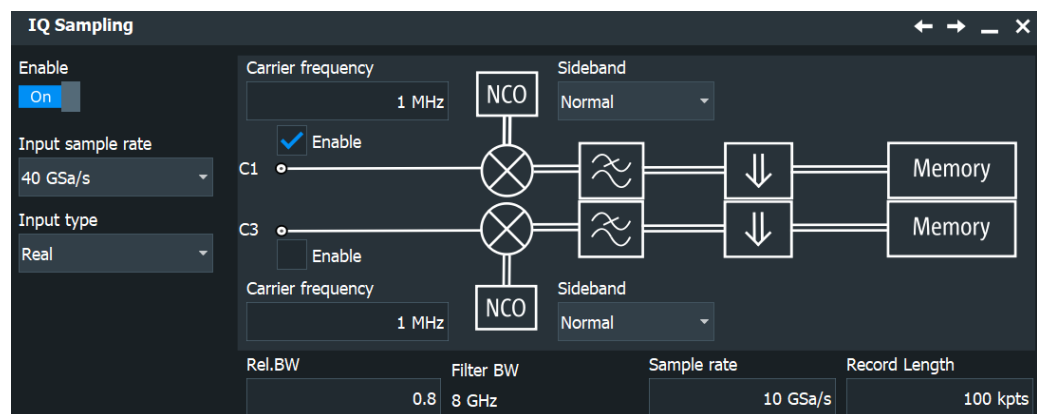 IQ Sampling
Enable
On
Input sample rate
40 GSa/s
Input type
Real
Carrier frequency
1 MHz
NCO
Sideband
Normal
Enable
C1
Memory
C3
Memory
Enable
Carrier frequency
1 MHz
NCO
Sideband
Normal
Rel.BW
0.8
Filter BW
8 GHz
Sample rate
10 GSa/s
Record Length
100 kpts